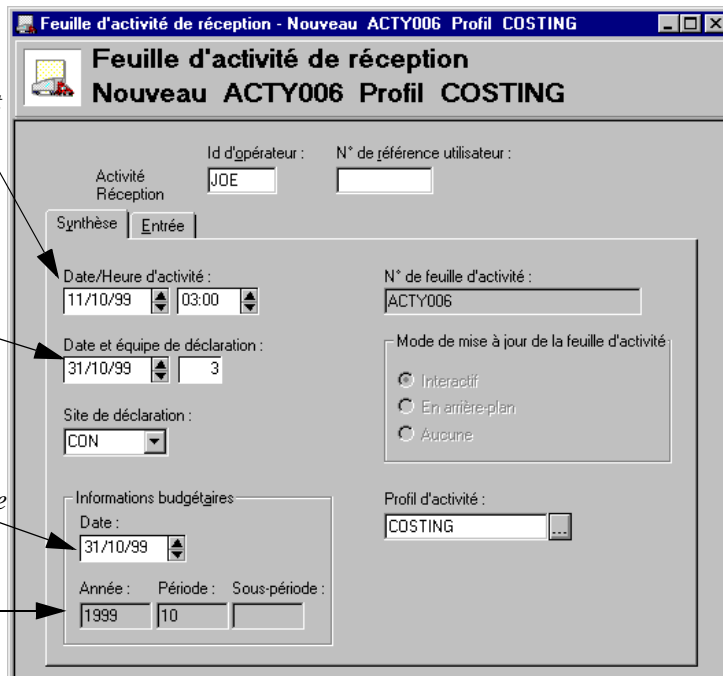 Feuille d'activité de réception - Nouveau ACTY006 Profil COSTING
Feuille d'activité de réception
Nouveau ACTY006 Profil COSTING
Id d'opérateur : N° de référence utilisateur :
Activité
Réception
JOE
Synthèse Entrée
Date/Heure d'activité : N° de feuille d'activité :
11/10/99 03:00 ACTY006
Date et équipe de déclaration : Mode de mise à jour de la feuille d'activité
31/10/99 3
Interactif
En arrière-plan
Aucune
Site de déclaration :
CON
Informations budgétaires Profil d'activité :
Date : COSTING ...
31/10/99
Année : Période : Sous-période :
1999 10